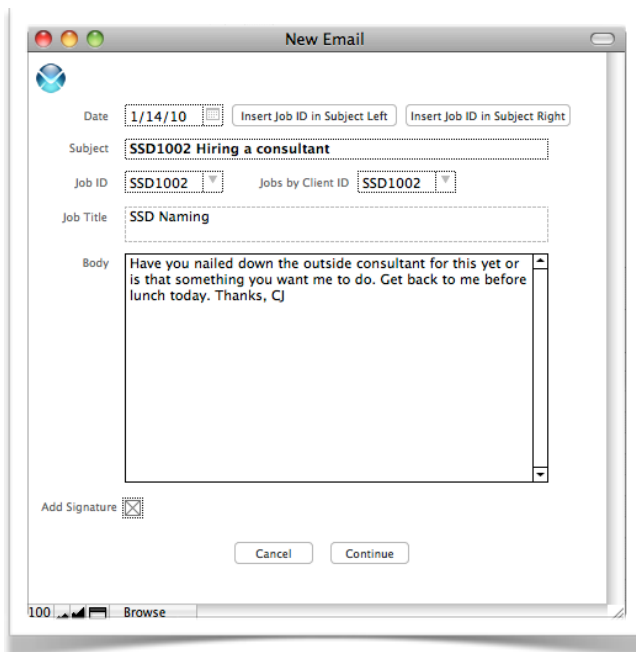 New Email
Date 1/14/10 Insert Job ID in Subject Left Insert Job ID in Subject Right
Subject SSD1002 Hiring a consultant
Job ID SSD1002 Jobs by Client ID SSD1002
Job Title SSD Naming
Body Have you nailed down the outside consultant for this yet or
is that something you want me to do. Get back to me before
lunch today. Thanks, CJ
Add Signature
Cancel Continue
100 Browse